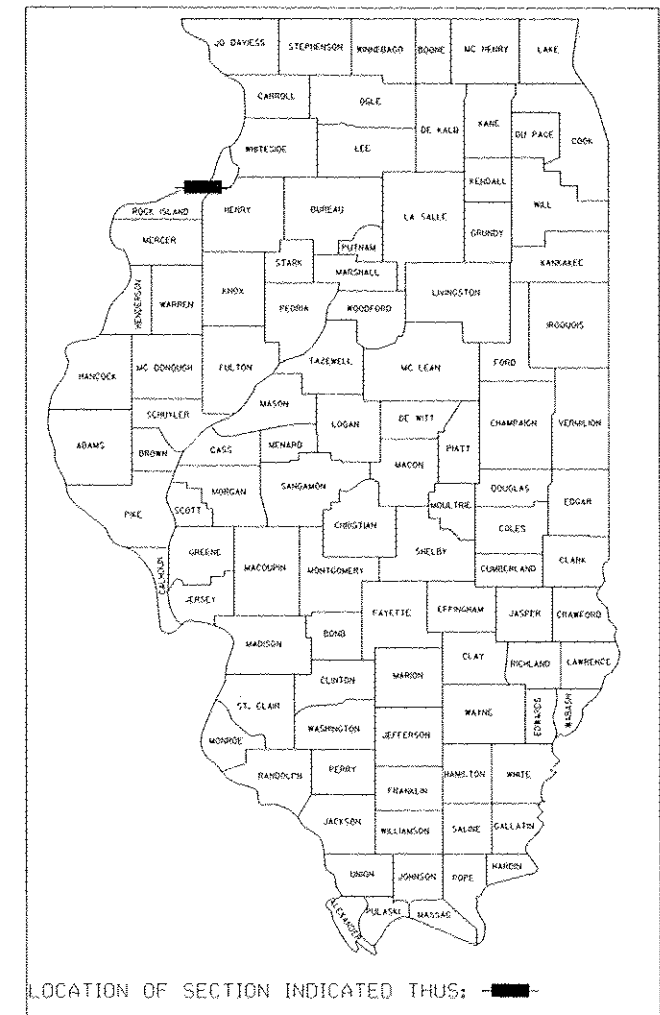 JO DAVIESS STEPHENSON WINNEBAGO BOONE MC HENRY LAKE
CARROLL OGLE DE KALB KANE DU PAGE COOK
WHITESIDE LEE
KENDALL WILL
ROCK ISLAND HENRY BUREAU LA SALLE GRUNDY
MERCER PUTNAM KANKAKEE
STARK MARSHALL
HENDERSON WARREN KNOX PEORIA WOODFORD LIVINGSTON IROQUOIS
HANCOCK MC DONOUGH FULTON TAZEWELL MC LEAN FORD
SCHUYLER MASON LOGAN DE WITT CHAMPAIGN VERMILION
ADAMS BROWN CASS MENARD PIATT
MACON
MORGAN SANGAMON DOUGLAS EDGAR
PIKE SCOTT CHRISTIAN MOULTRIE COLES
GREENE SHELBY
CALHOUN MACOUPIN MONTGOMERY CUMBERLAND CLARK
JERSEY FAYETTE EFFINGHAM JASPER CRAWFORD
MADISON BOND
CLAY RICHLAND LAWRENCE
CLINTON MARION
ST. CLAIR WAYNE EDWARDS WABASH
MONROE WASHINGTON JEFFERSON
RANDOLPH PERRY HAMILTON WHITE
FRANKLIN
JACKSON WILLIAMSON SALINE GALLATIN
UNION JOHNSON POPE HARDIN
ALEXANDER PULASKI MASSAC
LOCATION OF SECTION INDICATED THUS: